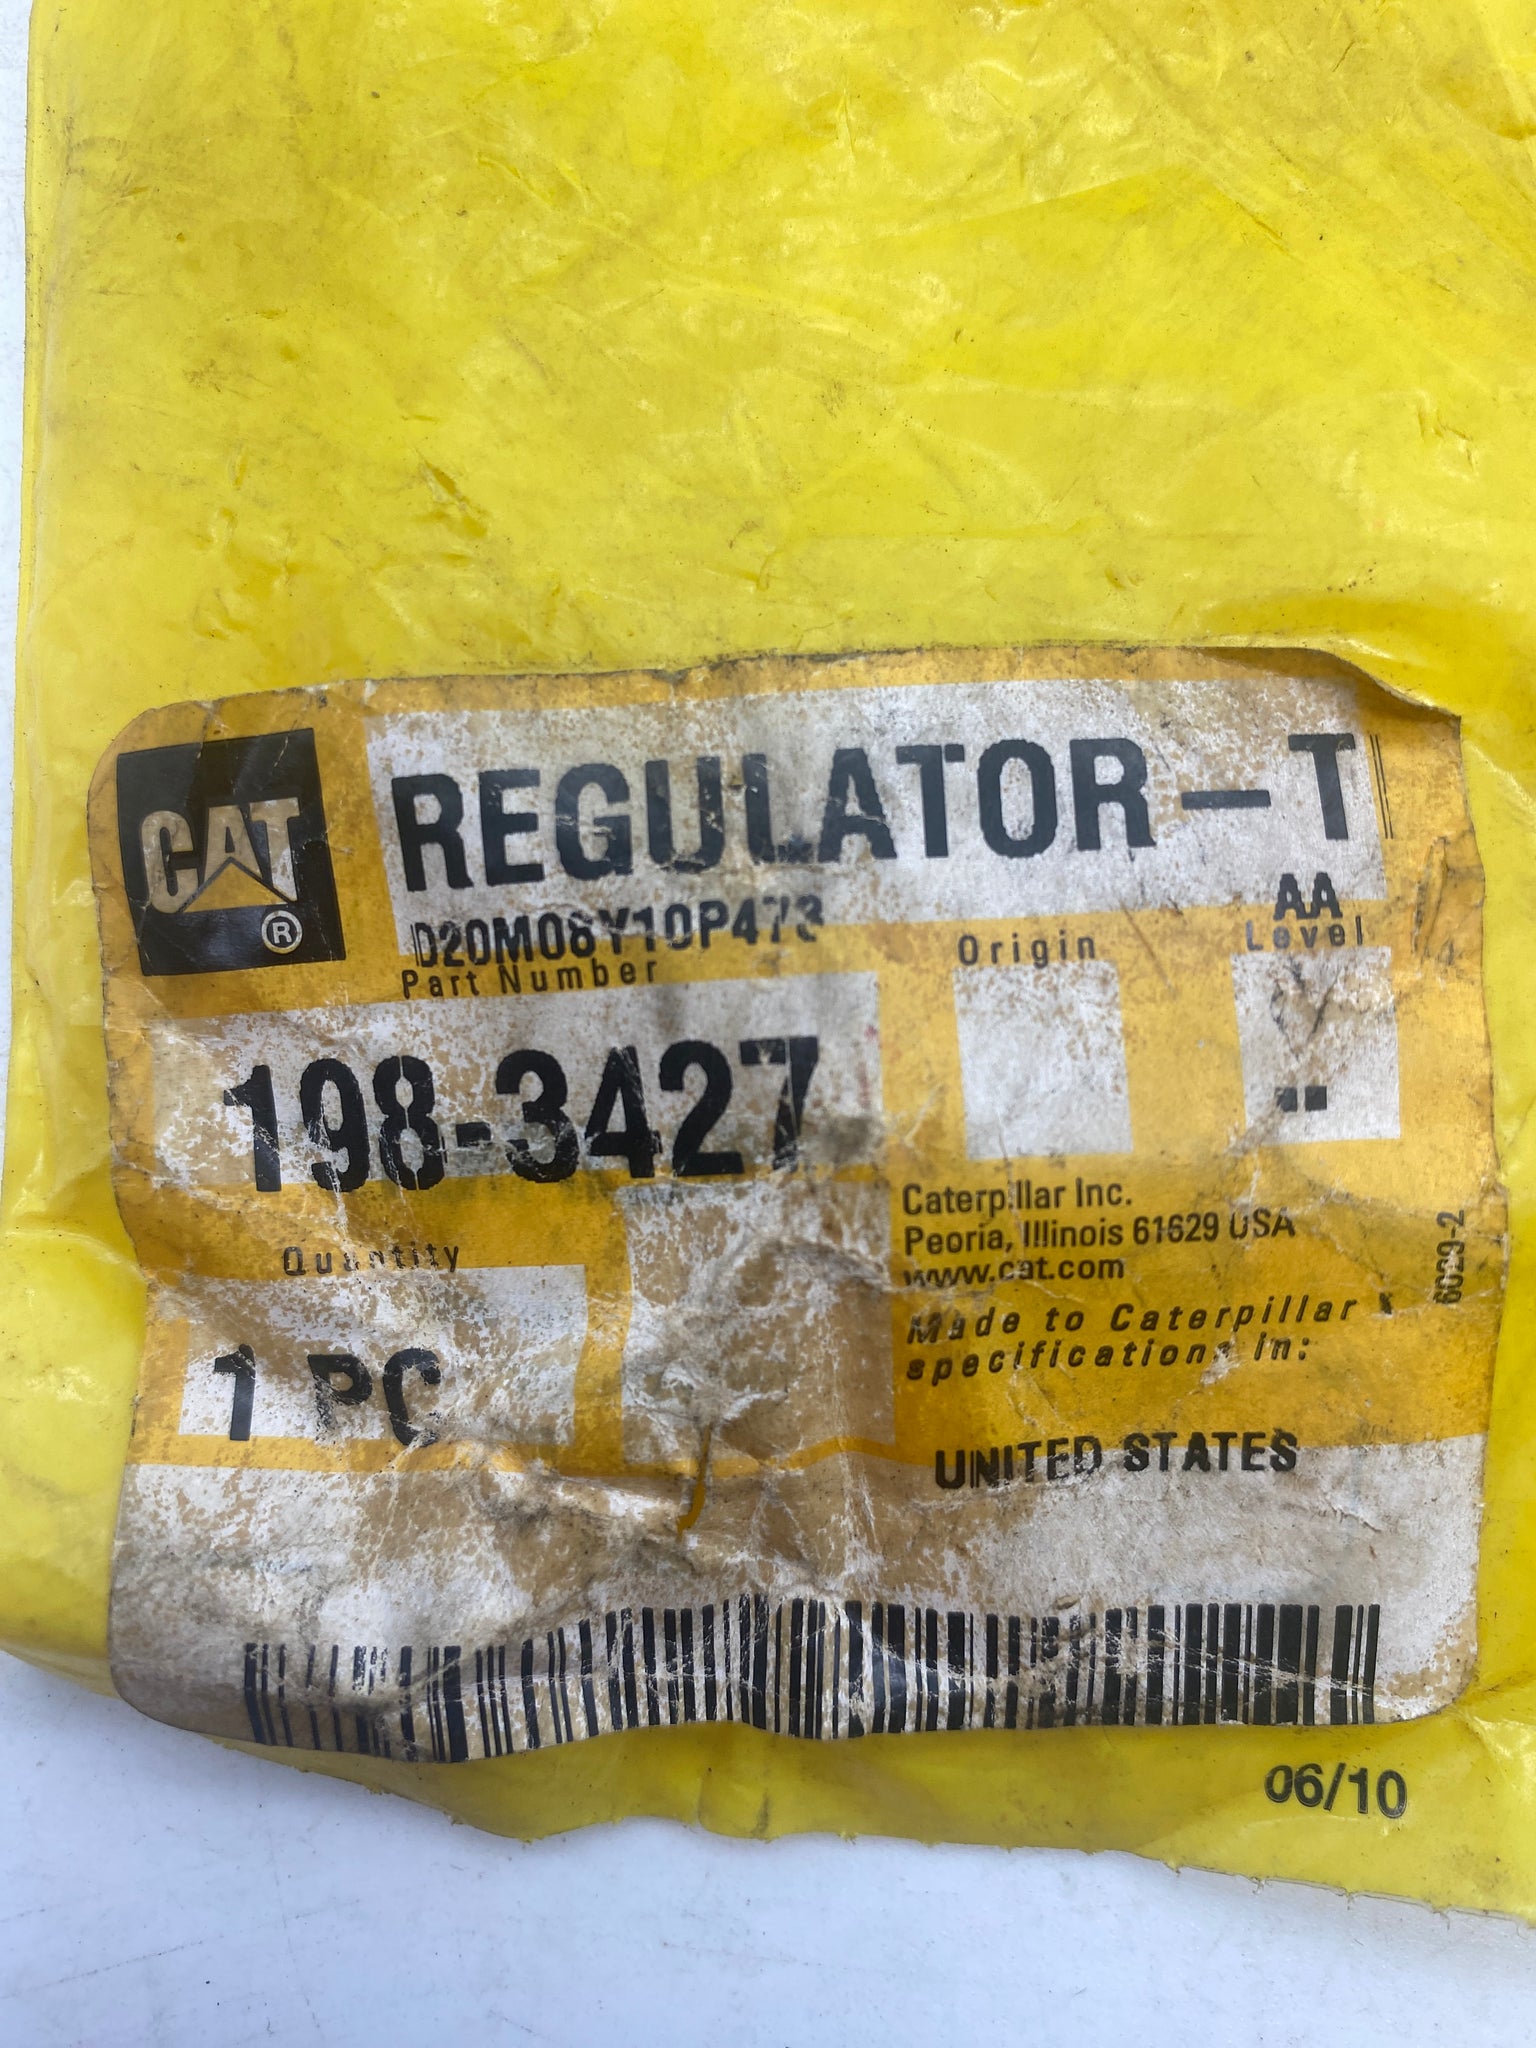 CAT
®
REGULATOR-T
AA
D20M08Y10P473
Part Number
Origin
Level
198-3427
--
Caterpillar Inc.
Peoria, Illinois 61629 USA
www.cat.com
6029-2
Quantity
1 PC
Made to Caterpillar
specifications in:
UNITED STATES
06/10